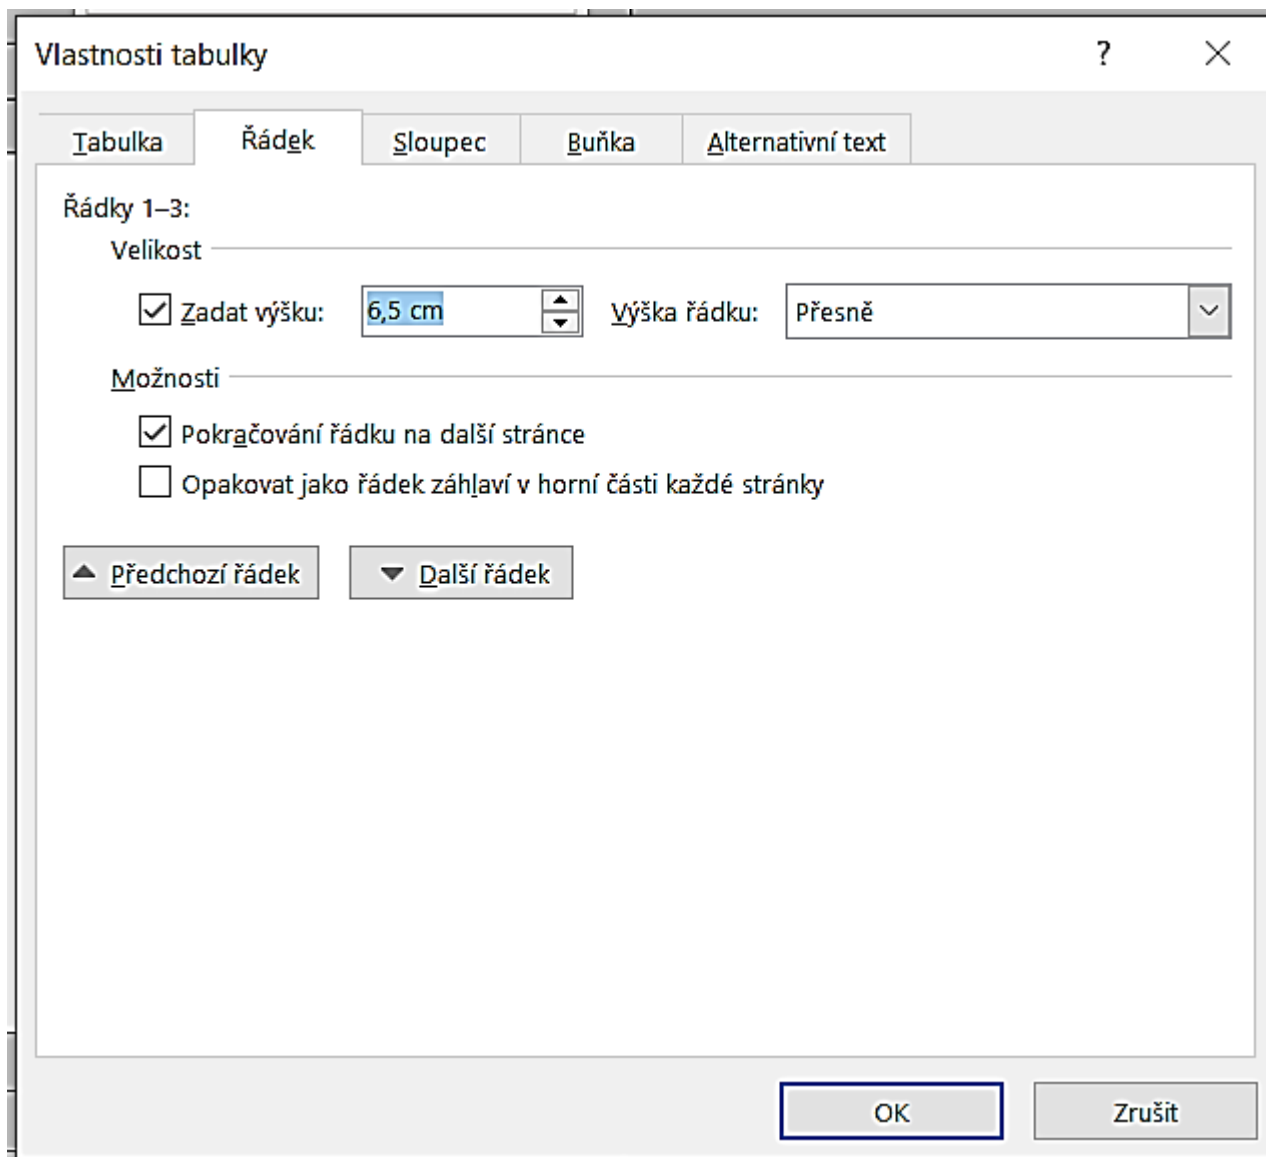 Vlastnosti tabulky ?
Tabulka Řádek Sloupec Buňka Alternativní text
Řádky 1–3:
Velikost
Zadat výšku: 6,5 cm Výška řádku: Přesně
Možnosti
Pokračování řádku na další stránce
Opakovat jako řádek záhlaví v horní části každé stránky
Předchozí řádek Další řádek
OK Zrušit